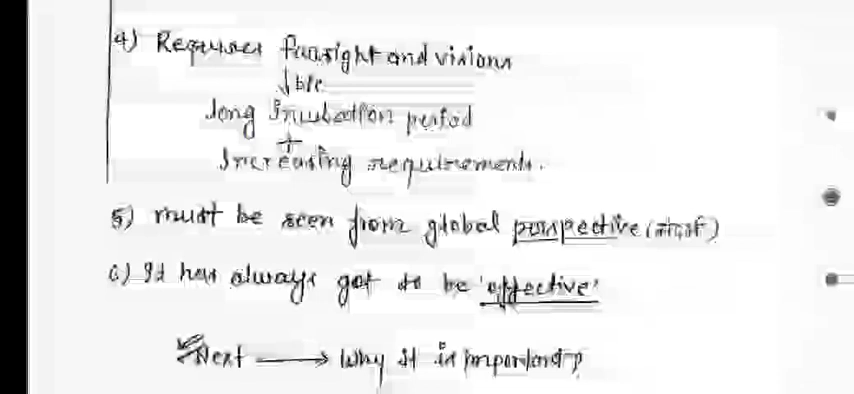 4) Requires farsight and visions
↓ b/c
long Incubation period
+
Increasing requirements.
5) must be seen from global perspective ( )
6) It has always got to be 'effective'
Next → Why it is important?